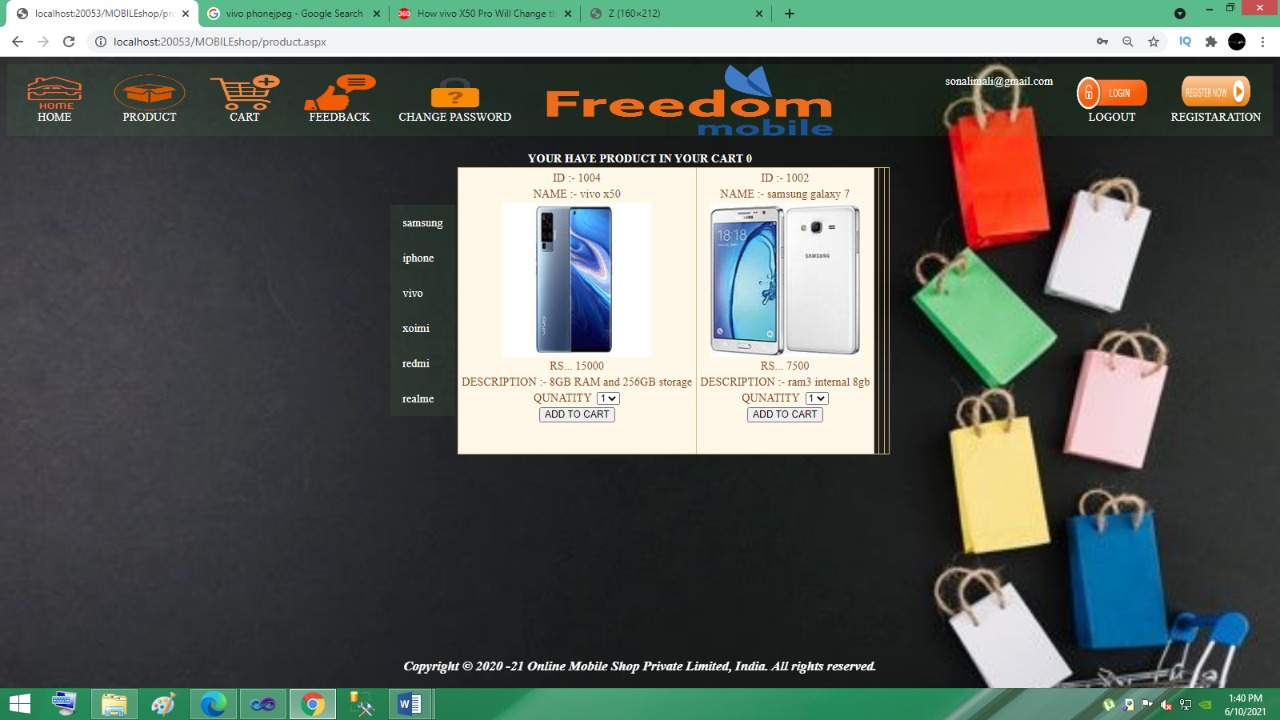 localhost:20053/MOBILEshop/pro
vivo phonejpeg - Google Search
360
How vivo X50 Pro Will Change th
Z (160×212)
localhost:20053/MOBILEshop/product.aspx
IQ
HOME
HOME
PRODUCT
CART
FEEDBACK
?
CHANGE PASSWORD
Freedom
mobile
sonalimali@gmail.com
LOGIN
LOGOUT
REGISTER NOW
REGISTARATION
YOUR HAVE PRODUCT IN YOUR CART 0
samsung
iphone
vivo
xoimi
redmi
realme
ID :- 1004
NAME :- vivo x50
vivo
RS... 15000
DESCRIPTION :- 8GB RAM and 256GB storage
QUNATITY 1
ADD TO CART
ID :- 1002
NAME :- samsung galaxy 7
18:18
SAMSUNG
RS... 7500
DESCRIPTION :- ram3 internal 8gb
QUNATITY 1
ADD TO CART
Copyright © 2020 -21 Online Mobile Shop Private Limited, India. All rights reserved.
1:40 PM
6/10/2021